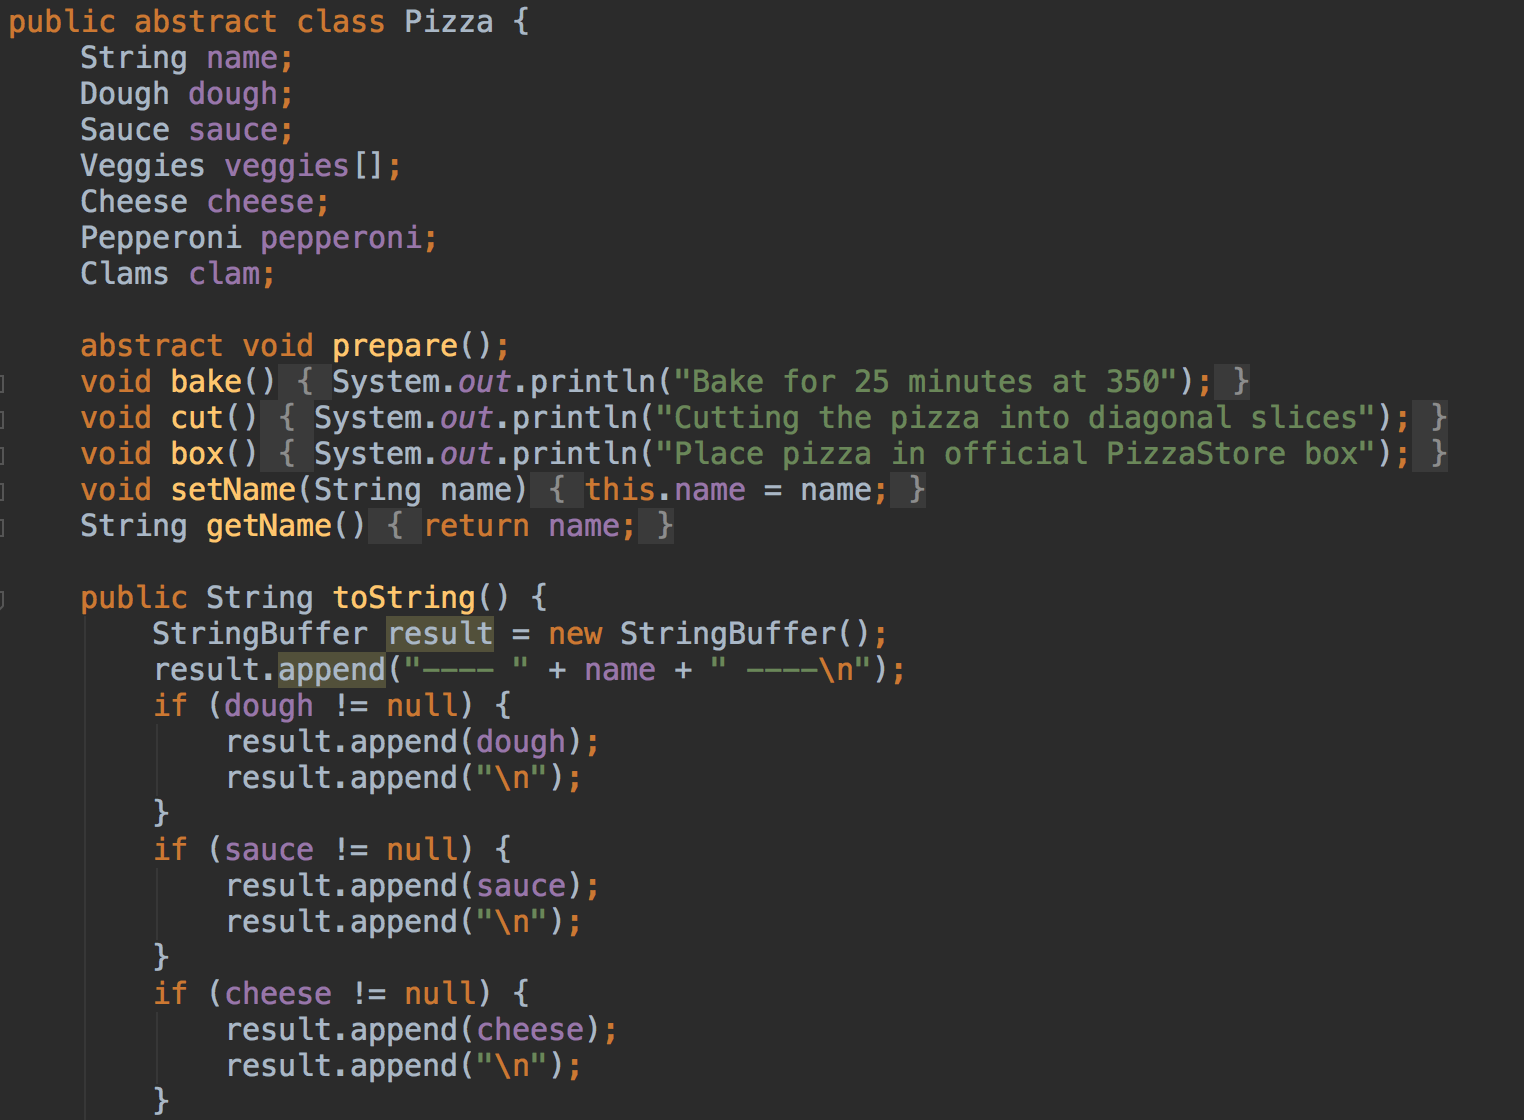 public abstract class Pizza {
    String name;
    Dough dough;
    Sauce sauce;
    Veggies veggies[];
    Cheese cheese;
    Pepperoni pepperoni;
    Clams clam;

    abstract void prepare();
    void bake() { System.out.println("Bake for 25 minutes at 350"); }
    void cut() { System.out.println("Cutting the pizza into diagonal slices"); }
    void box() { System.out.println("Place pizza in official PizzaStore box"); }
    void setName(String name) { this.name = name; }
    String getName() { return name; }

    public String toString() {
        StringBuffer result = new StringBuffer();
        result.append("---- " + name + " ----\n");
        if (dough != null) {
            result.append(dough);
            result.append("\n");
        }
        if (sauce != null) {
            result.append(sauce);
            result.append("\n");
        }
        if (cheese != null) {
            result.append(cheese);
            result.append("\n");
        }